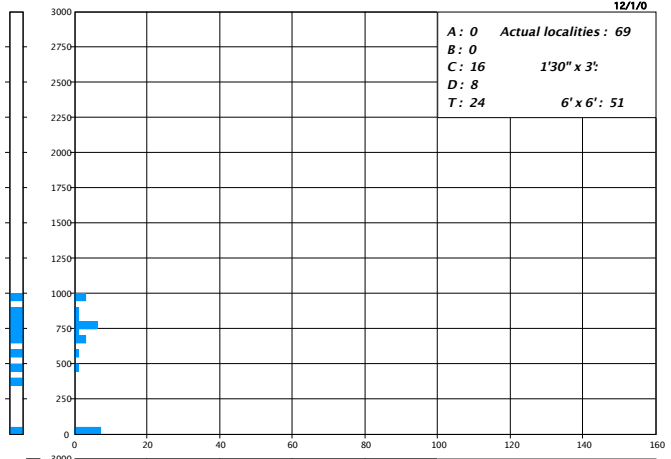 12/1/0
3000
A : 0 Actual localities : 69
2750
B : 0
C : 16 1'30" x 3':
2500
D : 8
T : 24 6' x 6' : 51
2250
2000
1750
1500
1250
1000
750
500
250
0
0 20 40 60 80 100 120 140 160
3000